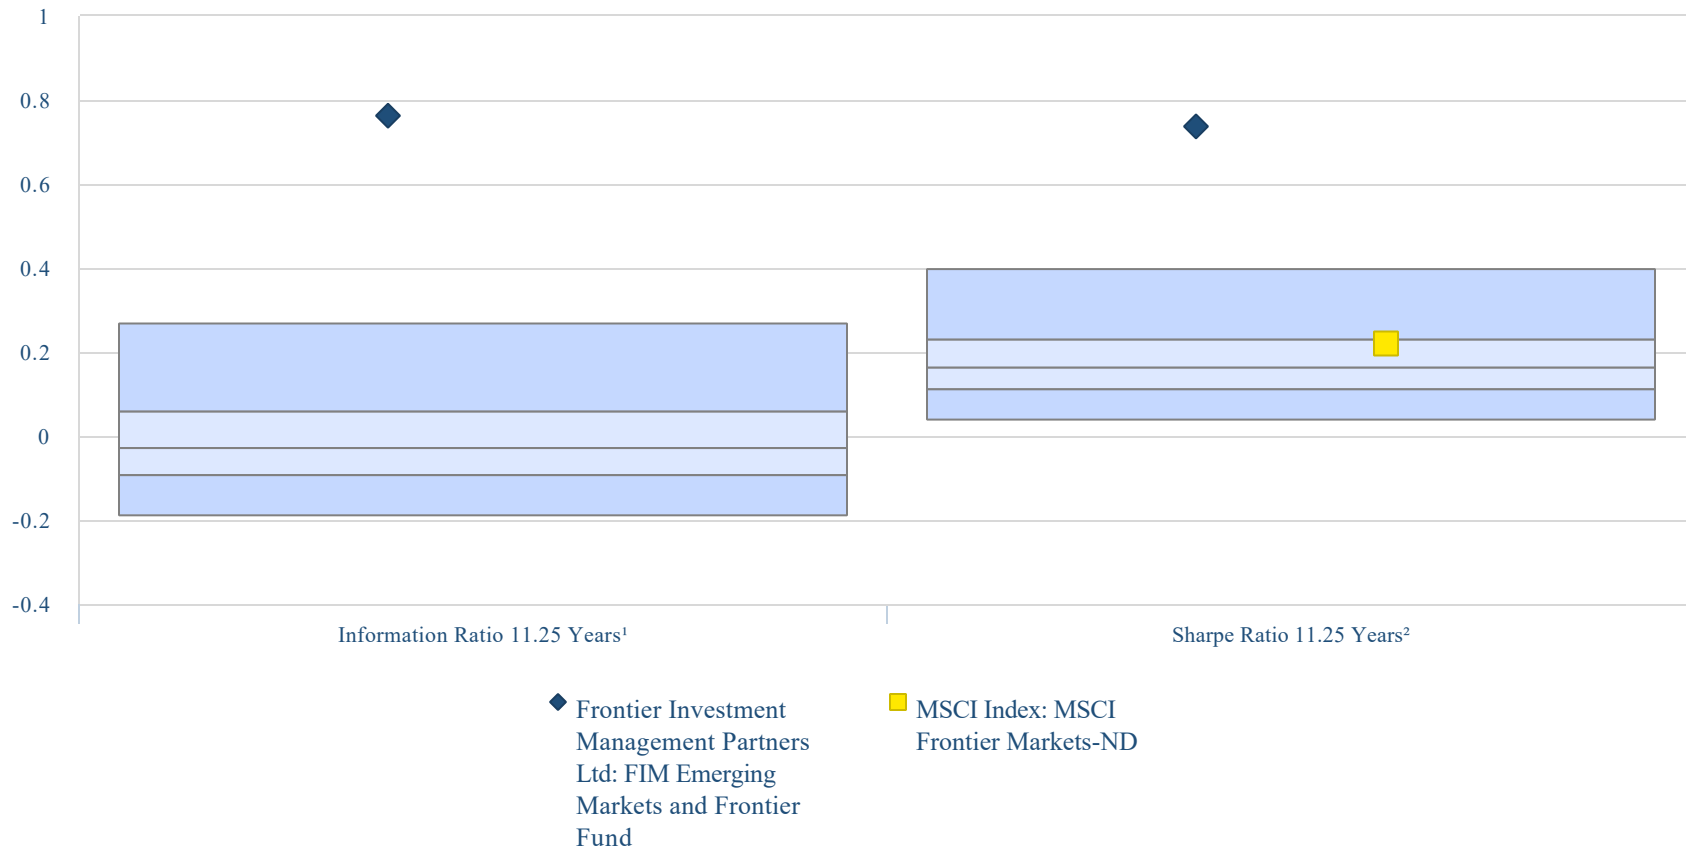 1
0.8
0.6
0.4
0.2
0
-0.2
-0.4
Information Ratio 11.25 Years¹
Sharpe Ratio 11.25 Years²
Frontier Investment
Management Partners
Ltd: FIM Emerging
Markets and Frontier
Fund
MSCI Index: MSCI
Frontier Markets-ND